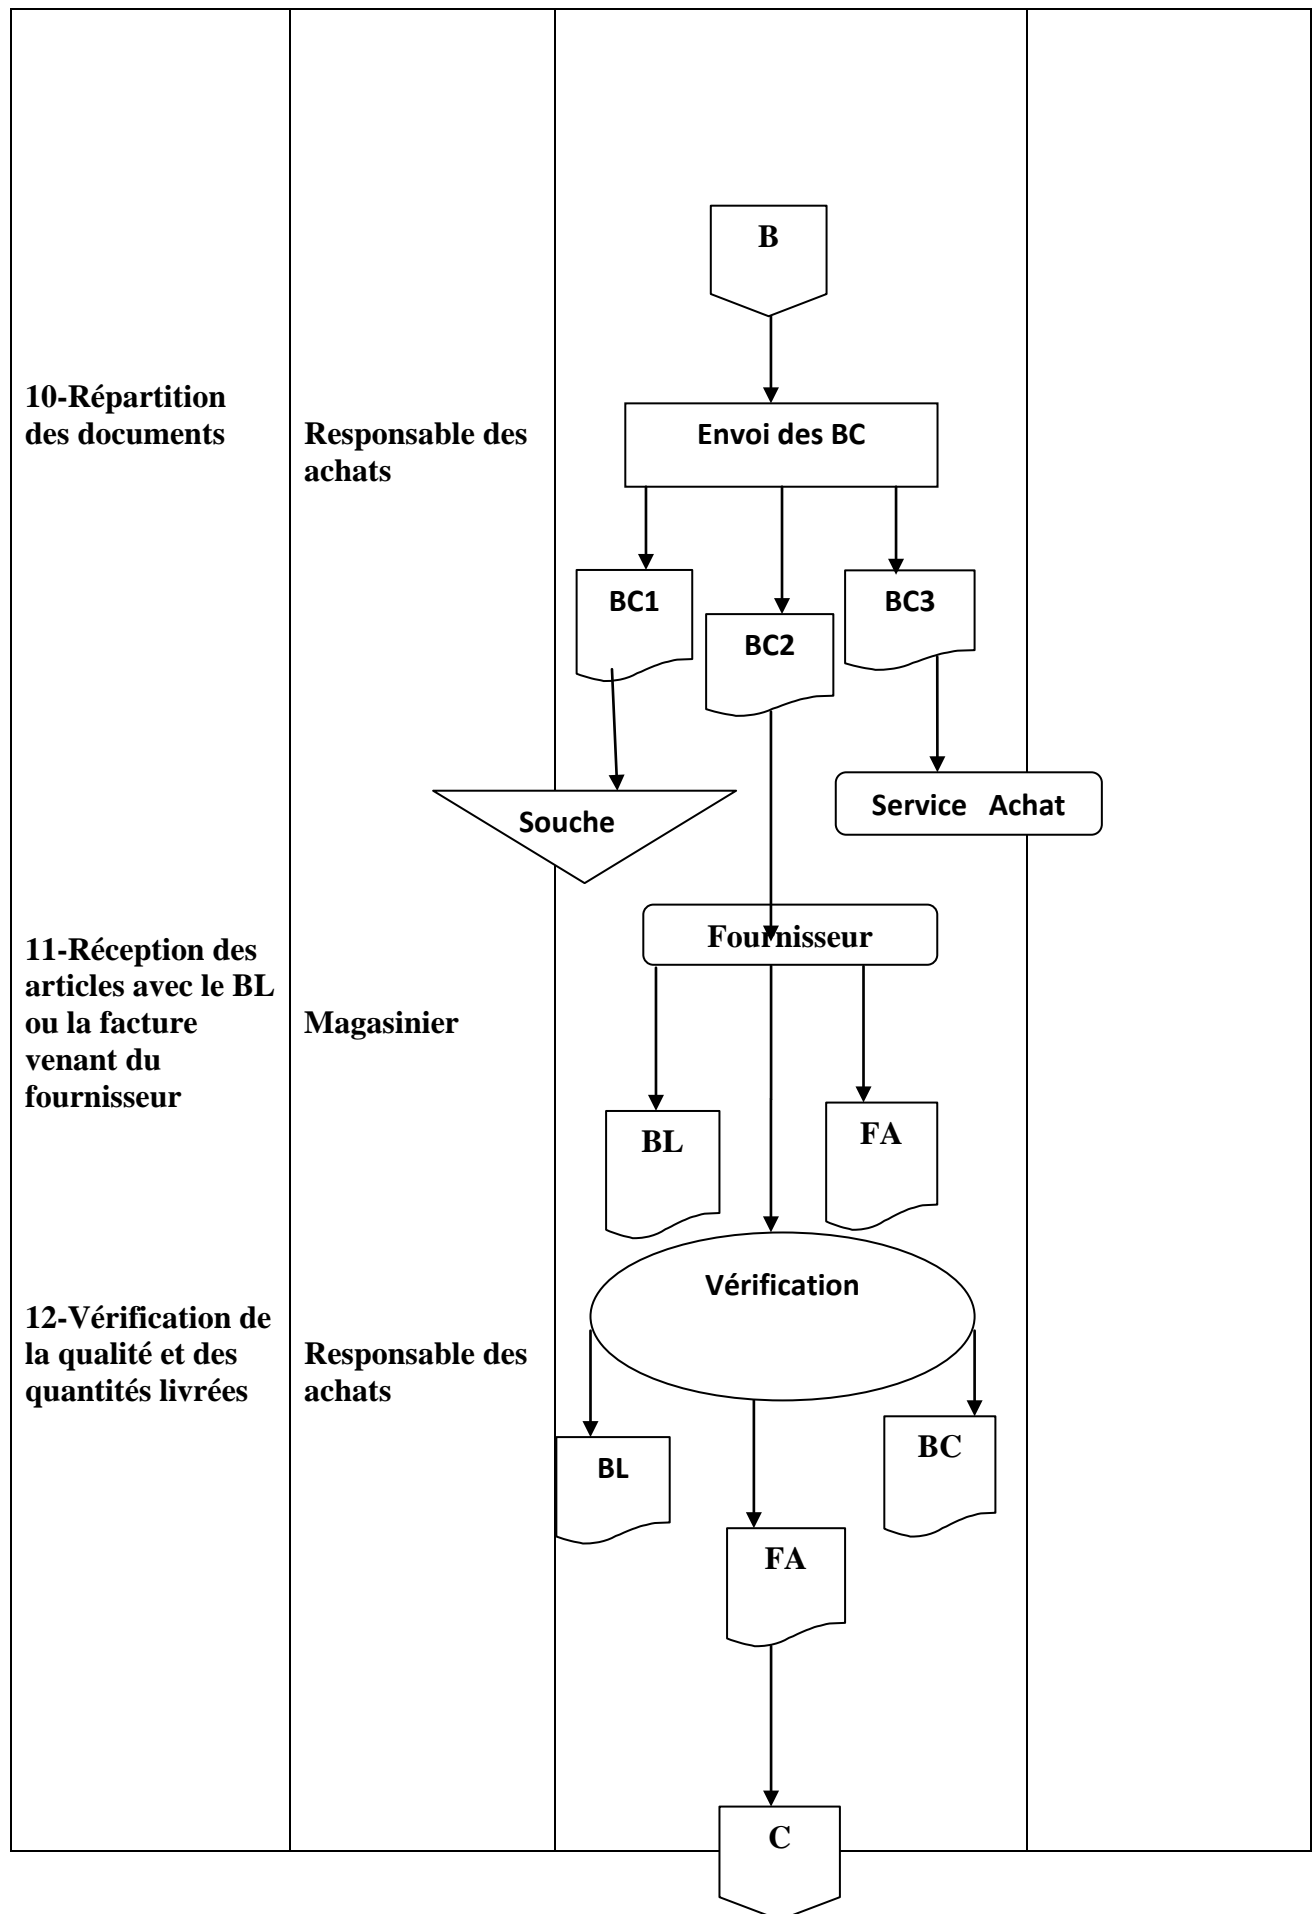 B
10-Répartition
des documents
Responsable des
achats
Envoi des BC
BC1
BC2
BC3
Souche
Service Achat
Fournisseur
11-Réception des
articles avec le BL
ou la facture
venant du
fournisseur
Magasinier
BL
FA
Vérification
12-Vérification de
la qualité et des
quantités livrées
Responsable des
achats
BL
BC
FA
C